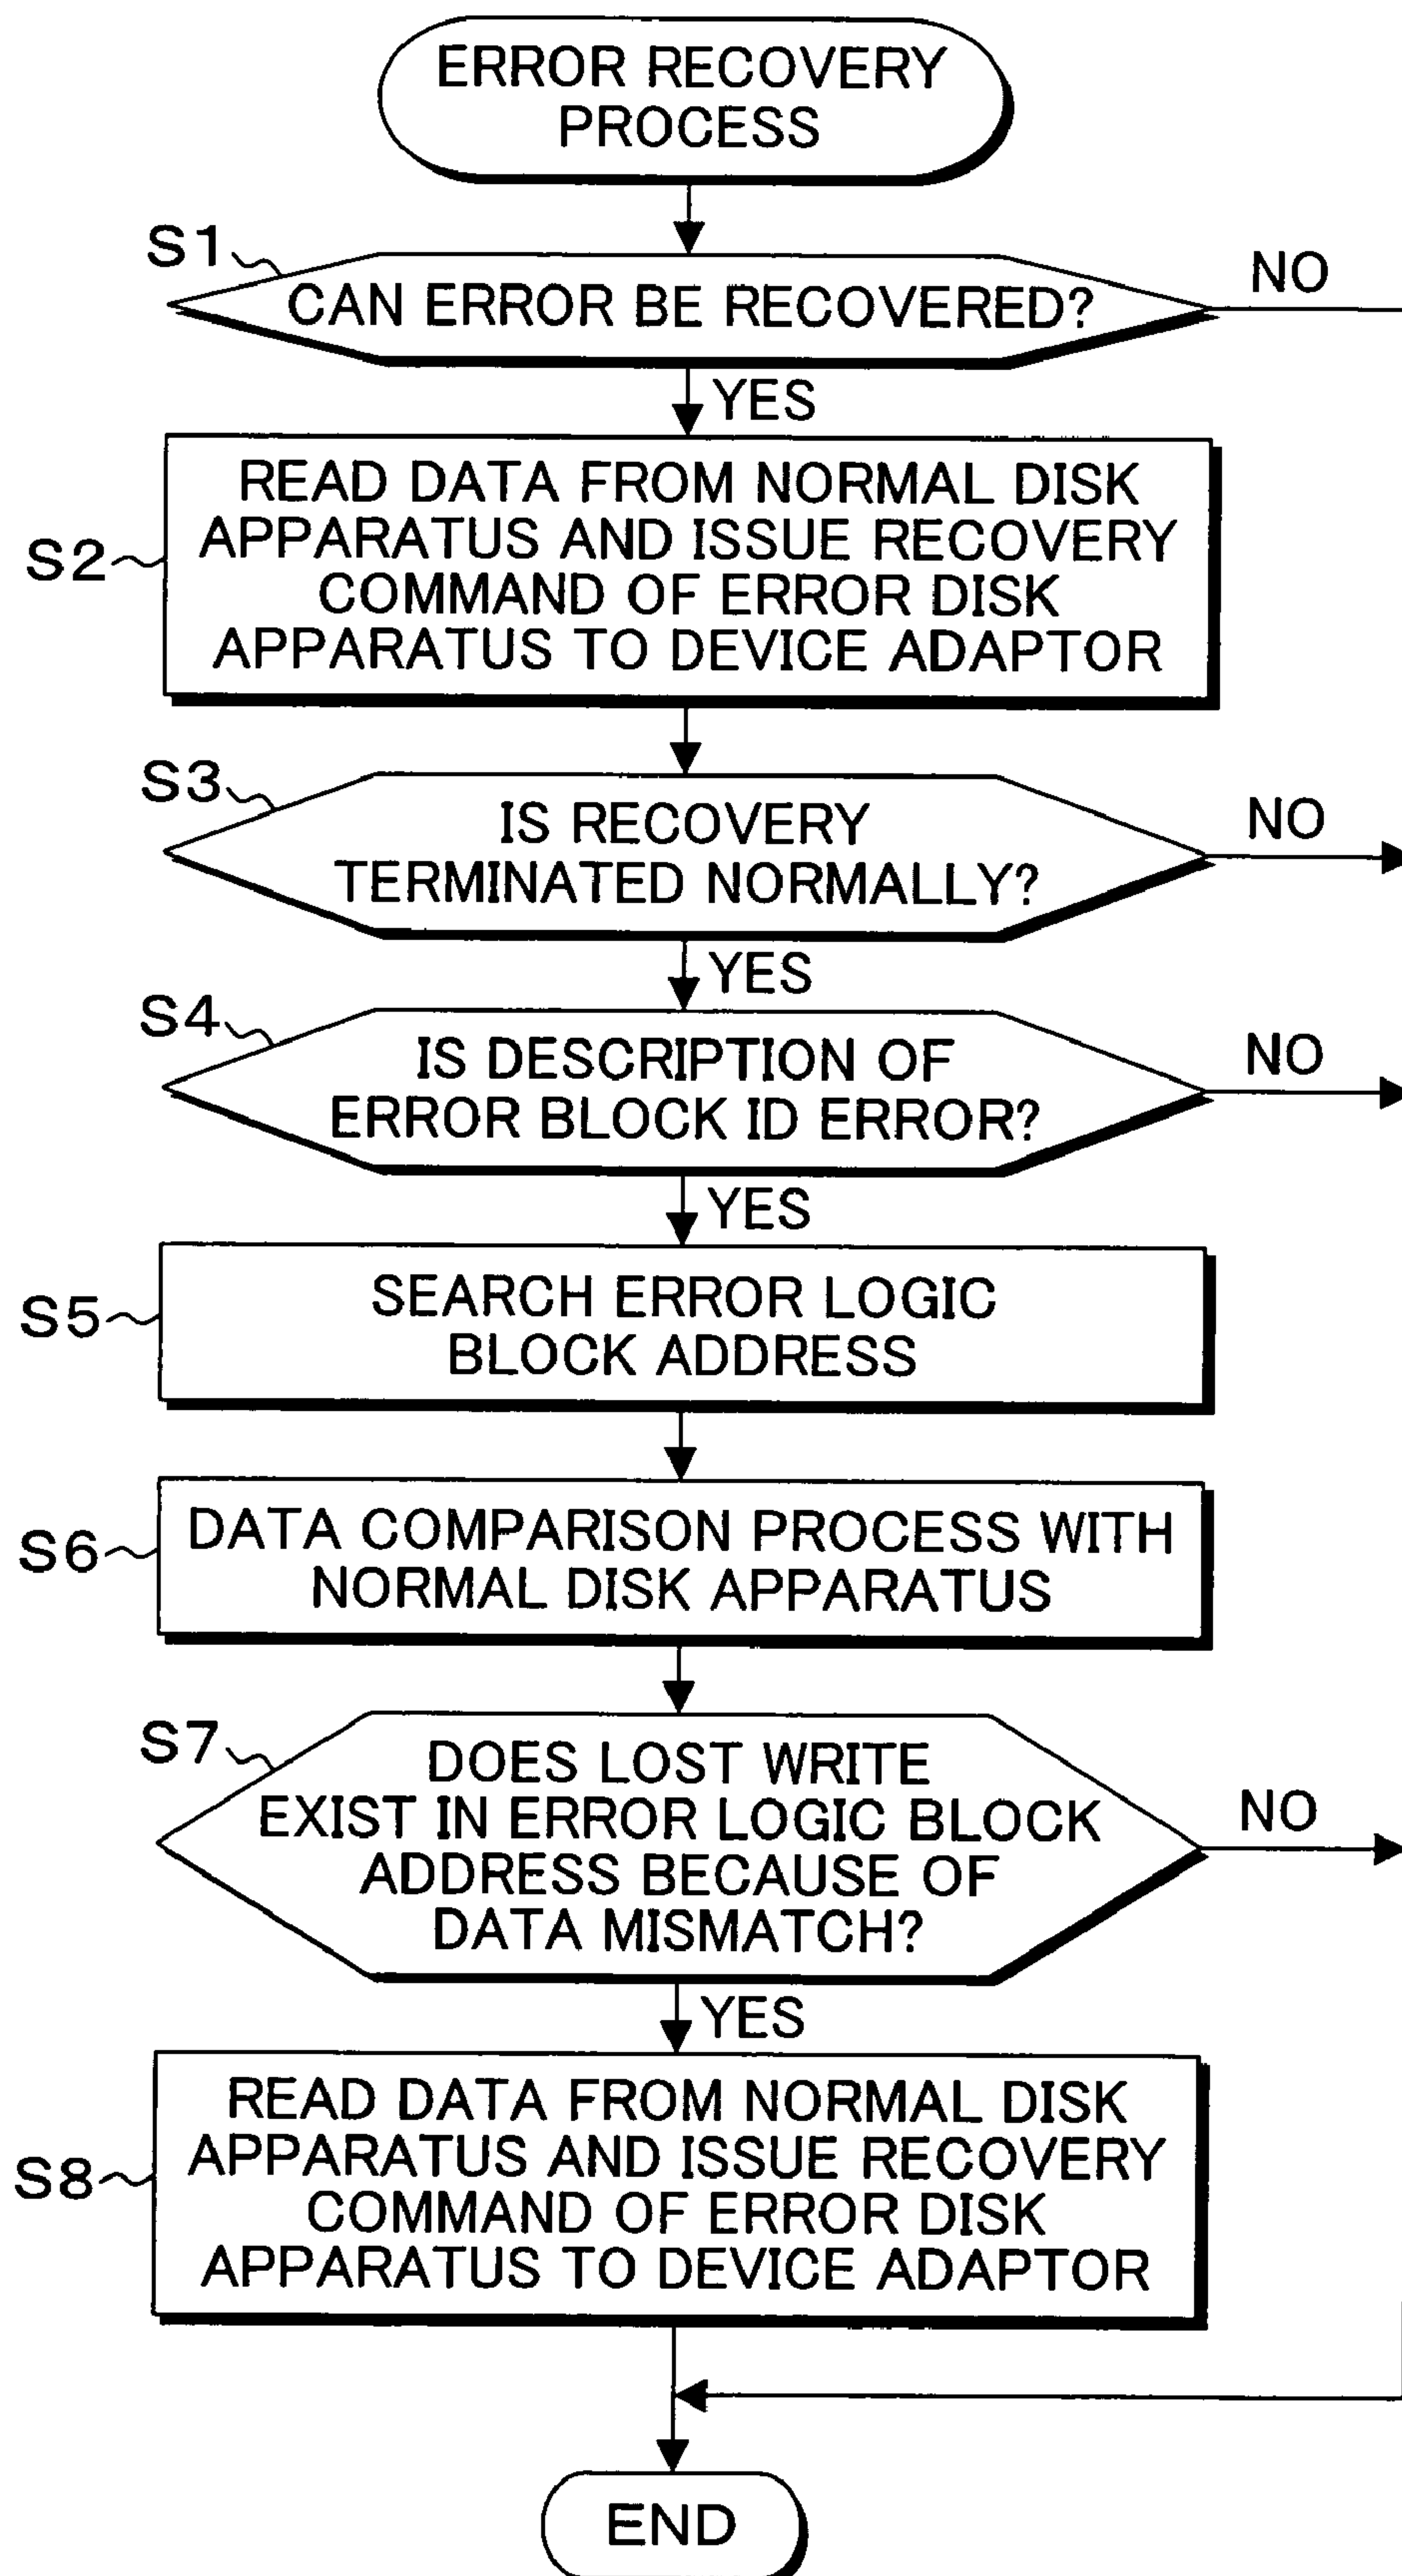 ERROR RECOVERY
PROCESS
S1
CAN ERROR BE RECOVERED?
NO
YES
S2
READ DATA FROM NORMAL DISK
APPARATUS AND ISSUE RECOVERY
COMMAND OF ERROR DISK
APPARATUS TO DEVICE ADAPTOR
S3
IS RECOVERY
TERMINATED NORMALLY?
NO
YES
S4
IS DESCRIPTION OF
ERROR BLOCK ID ERROR?
NO
YES
S5
SEARCH ERROR LOGIC
BLOCK ADDRESS
S6
DATA COMPARISON PROCESS WITH
NORMAL DISK APPARATUS
S7
DOES LOST WRITE
EXIST IN ERROR LOGIC BLOCK
ADDRESS BECAUSE OF
DATA MISMATCH?
NO
YES
S8
READ DATA FROM NORMAL DISK
APPARATUS AND ISSUE RECOVERY
COMMAND OF ERROR DISK
APPARATUS TO DEVICE ADAPTOR
END